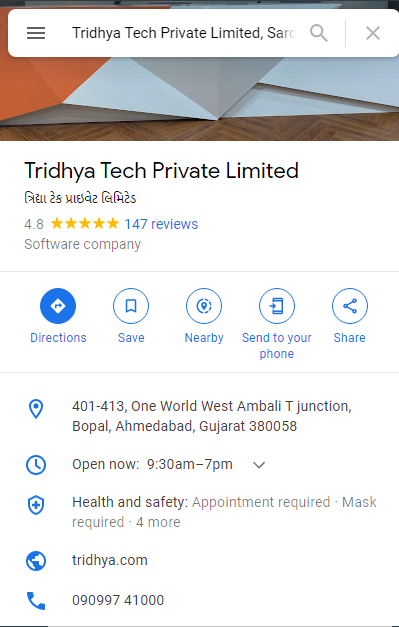 Tridhya Tech Private Limited, Sard
Tridhya Tech Private Limited
ત્રિધ્યા ટેક પ્રાઇવેટ લિમિટેડ
4.8 147 reviews
Software company
Directions Save Nearby Send to your phone Share
401-413, One World West Ambali T junction,
Bopal, Ahmedabad, Gujarat 380058
Open now: 9:30am–7pm
Health and safety: Appointment required · Mask
required · 4 more
tridhya.com
090997 41000